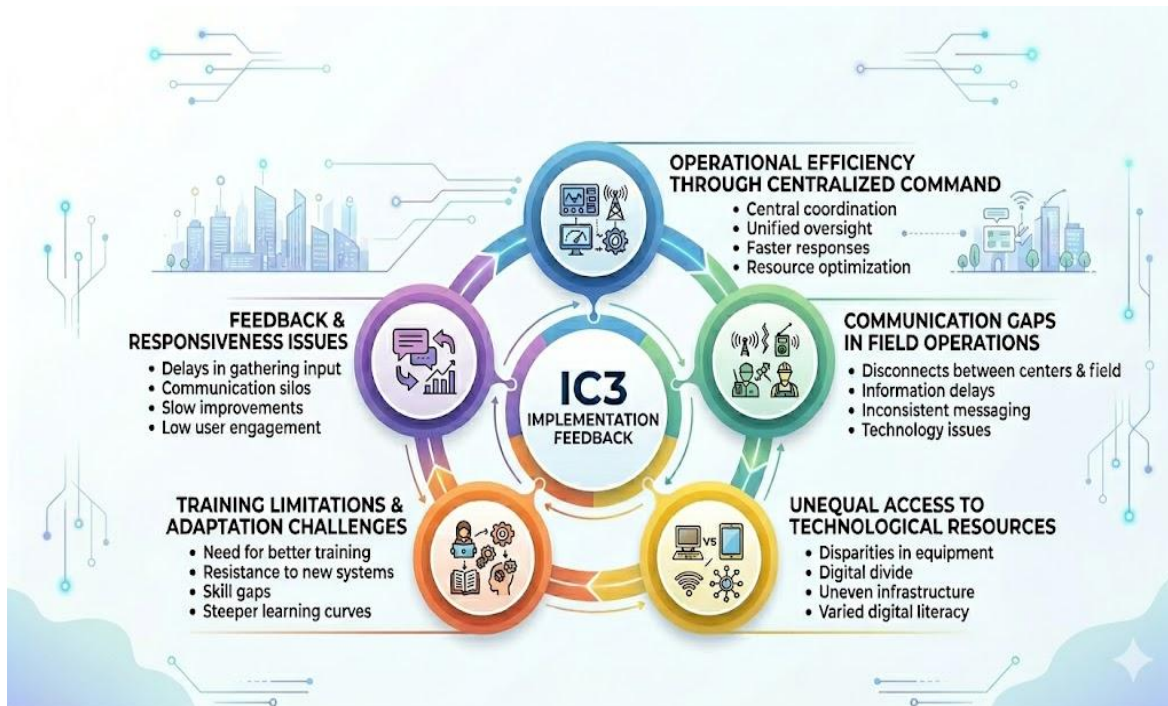 OPERATIONAL EFFICIENCY
THROUGH CENTRALIZED COMMAND
• Central coordination
• Unified oversight
• Faster responses
• Resource optimization
COMMUNICATION GAPS
IN FIELD OPERATIONS
• Disconnects between centers & field
• Information delays
• Inconsistent messaging
• Technology issues
UNEQUAL ACCESS TO
TECHNOLOGICAL RESOURCES
• Disparities in equipment
• Digital divide
• Uneven infrastructure
• Varied digital literacy
TRAINING LIMITATIONS &
ADAPTATION CHALLENGES
• Need for better training
• Resistance to new systems
• Skill gaps
• Steeper learning curves
FEEDBACK &
RESPONSIVENESS ISSUES
• Delays in gathering input
• Communication silos
• Slow improvements
• Low user engagement
IC3
IMPLEMENTATION
FEEDBACK
VS